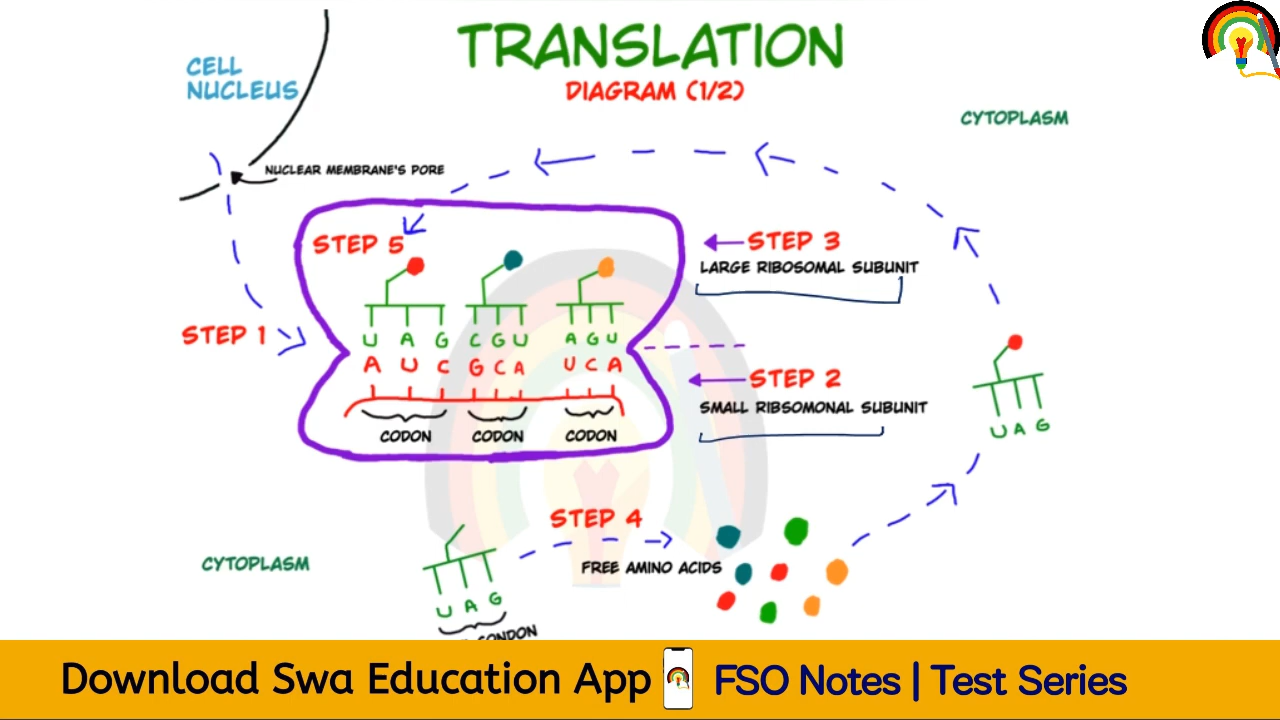 TRANSLATION
DIAGRAM (1/2)
CELL
NUCLEUS
CYTOPLASM
NUCLEAR MEMBRANE'S PORE
STEP 5
STEP 3
LARGE RIBOSOMAL SUBUNIT
STEP 1
U A G C G U A G U
A U C G C A U C A
CODON CODON CODON
STEP 2
SMALL RIBSOMONAL SUBUNIT
U A G
STEP 4
FREE AMINO ACIDS
CYTOPLASM
U A G
Download Swa Education App
FSO Notes | Test Series